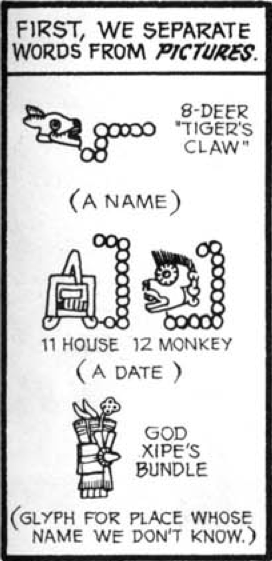 FIRST, WE SEPARATE
WORDS FROM PICTURES.
8-DEER
"TIGER'S
CLAW"
(A NAME)
11 HOUSE 12 MONKEY
(A DATE)
GOD
XIPE'S
BUNDLE
(GLYPH FOR PLACE WHOSE
NAME WE DON'T KNOW.)